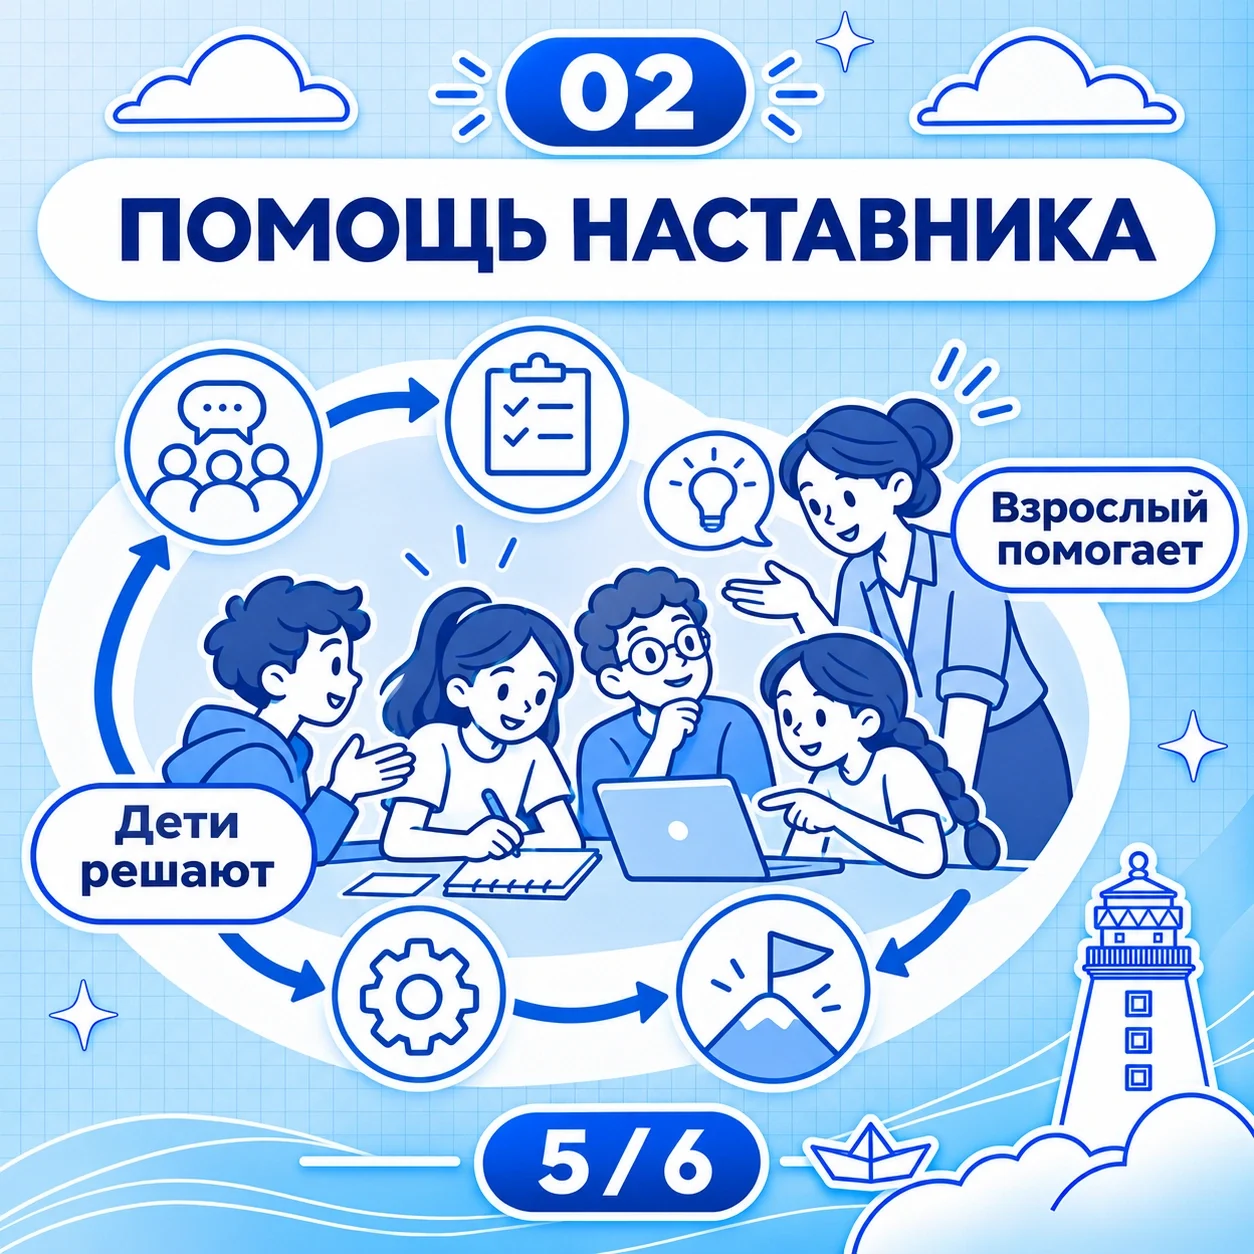 02
ПОМОЩЬ НАСТАВНИКА
Взрослый
помогает
Дети
решают
5/6